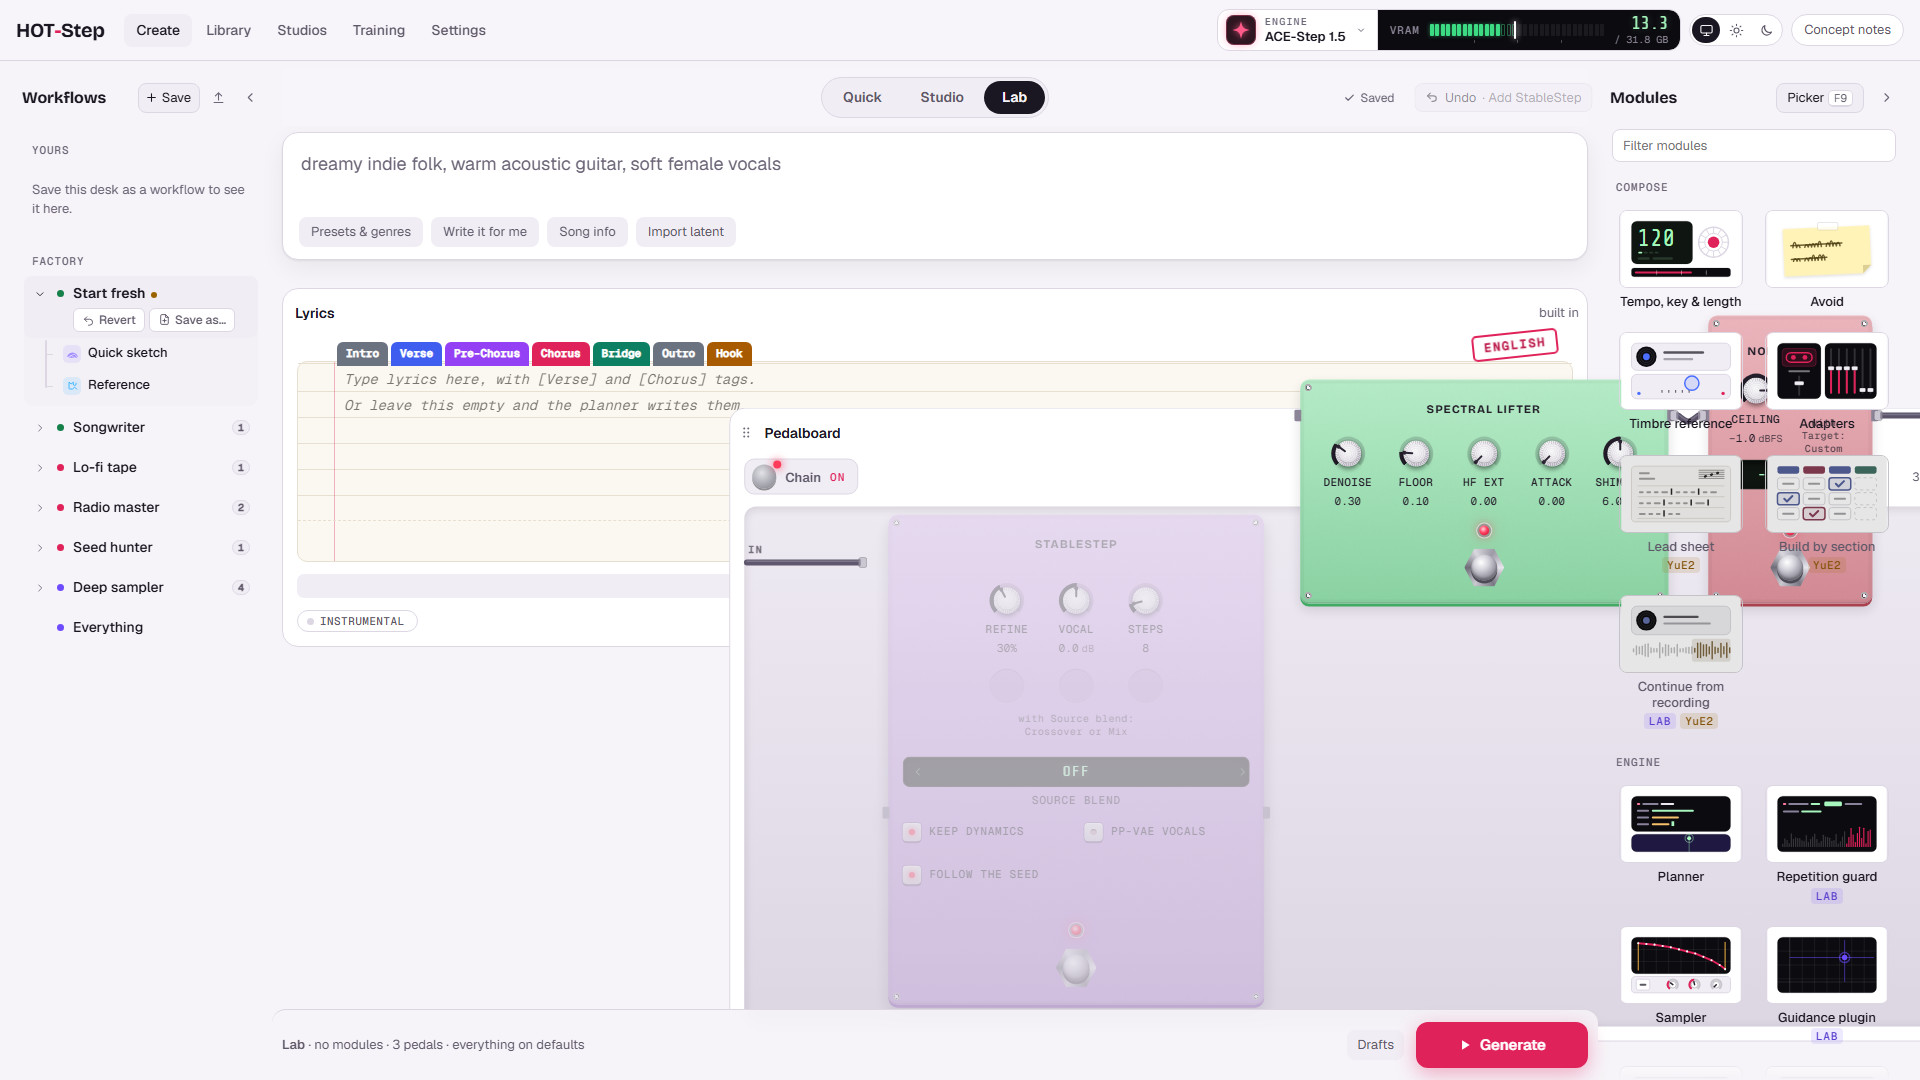 HOT-Step
Create
Library
Studios
Training
Settings
ENGINE
ACE-Step 1.5
VRAM
13.3
/ 31.8 GB
Concept notes
Workflows
+ Save
Quick
Studio
Lab
Saved
Undo · Add StableStep
Modules
Picker F9
YOURS
Save this desk as a workflow to see
it here.
FACTORY
Start fresh
Revert
Save as...
Quick sketch
Reference
Songwriter 1
Lo-fi tape 1
Radio master 2
Seed hunter 1
Deep sampler 4
Everything
dreamy indie folk, warm acoustic guitar, soft female vocals
Presets & genres
Write it for me
Song info
Import latent
Lyrics
built in
Intro
Verse
Pre-Chorus
Chorus
Bridge
Outro
Hook
ENGLISH
Type lyrics here, with [Verse] and [Chorus] tags.
Or leave this empty and the planner writes them
INSTRUMENTAL
Pedalboard
Chain ON
IN
STABLESTEP
REFINE
VOCAL
STEPS
30%
0.0 dB
8
with Source blend:
Crossover or Mix
OFF
SOURCE BLEND
KEEP DYNAMICS
PP-VAE VOCALS
FOLLOW THE SEED
SPECTRAL LIFTER
DENOISE
FLOOR
HF EXT
ATTACK
0.30
0.10
0.00
0.00
CEILING
-1.0 dBFS
Target:
Custom
Filter modules
COMPOSE
120
Tempo, key & length
Avoid
Timbre reference
Adapters
Lead sheet
YuE2
Build by section
YuE2
Continue from
recording
LAB YuE2
ENGINE
Planner
Repetition guard
LAB
Sampler
Guidance plugin
LAB
Lab · no modules · 3 pedals · everything on defaults
Drafts
Generate